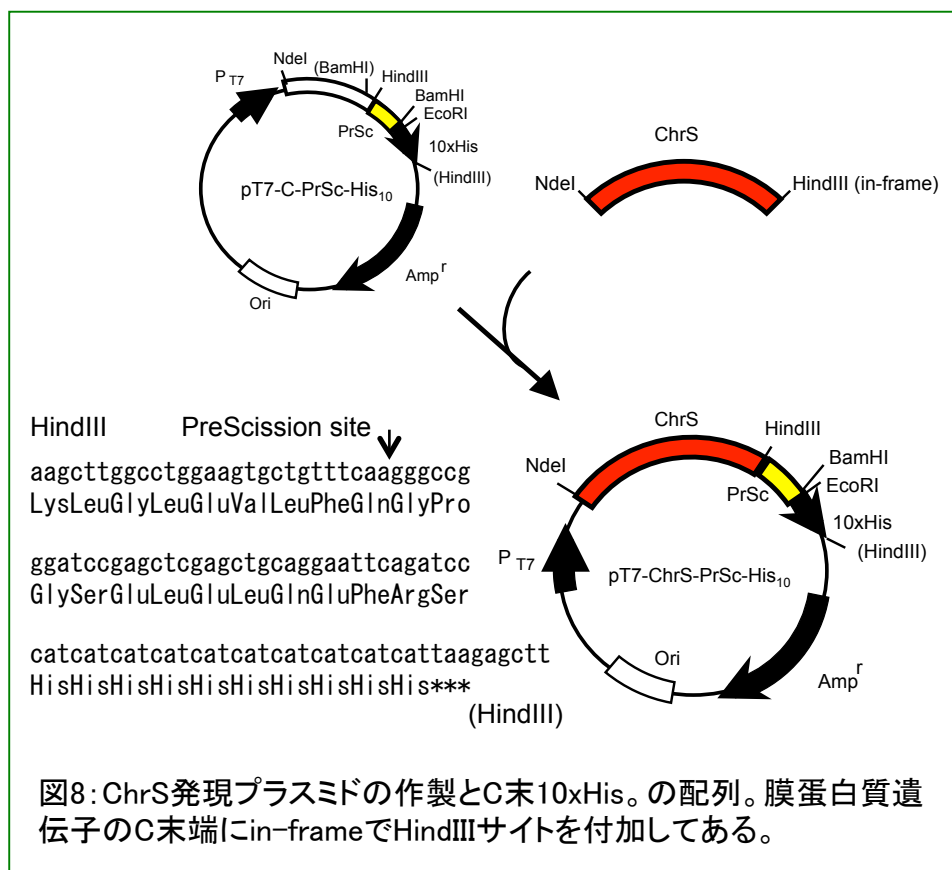 NdeI
(BamHI)
HindIII
BamHI
EcoRI
P T7
PrSc
10xHis
(HindIII)
pT7-C-PrSc-His10
Ampr
Ori
ChrS
NdeI
HindIII (in-frame)
HindIII PreScission site
aagcttggcctggaagtgctgtttcaagggccg
LysLeuGlyLeuGluValLeuPheGlnGlyPro
ggatccgagctcgagctgcaggaattcagatcc
GlySerGluLeuGluLeuGlnGluPheArgSer
catcatcatcatcatcatcatcatcatcattaagagctt
HisHisHisHisHisHisHisHisHisHis***
(HindIII)
ChrS
HindIII
NdeI
BamHI
EcoRI
PrSc
10xHis
(HindIII)
P T7
pT7-ChrS-PrSc-His10
Ori
Ampr
図8:ChrS発現プラスミドの作製とC末10xHis。の配列。膜蛋白質遺
伝子のC末端にin-frameでHindIIIサイトを付加してある。